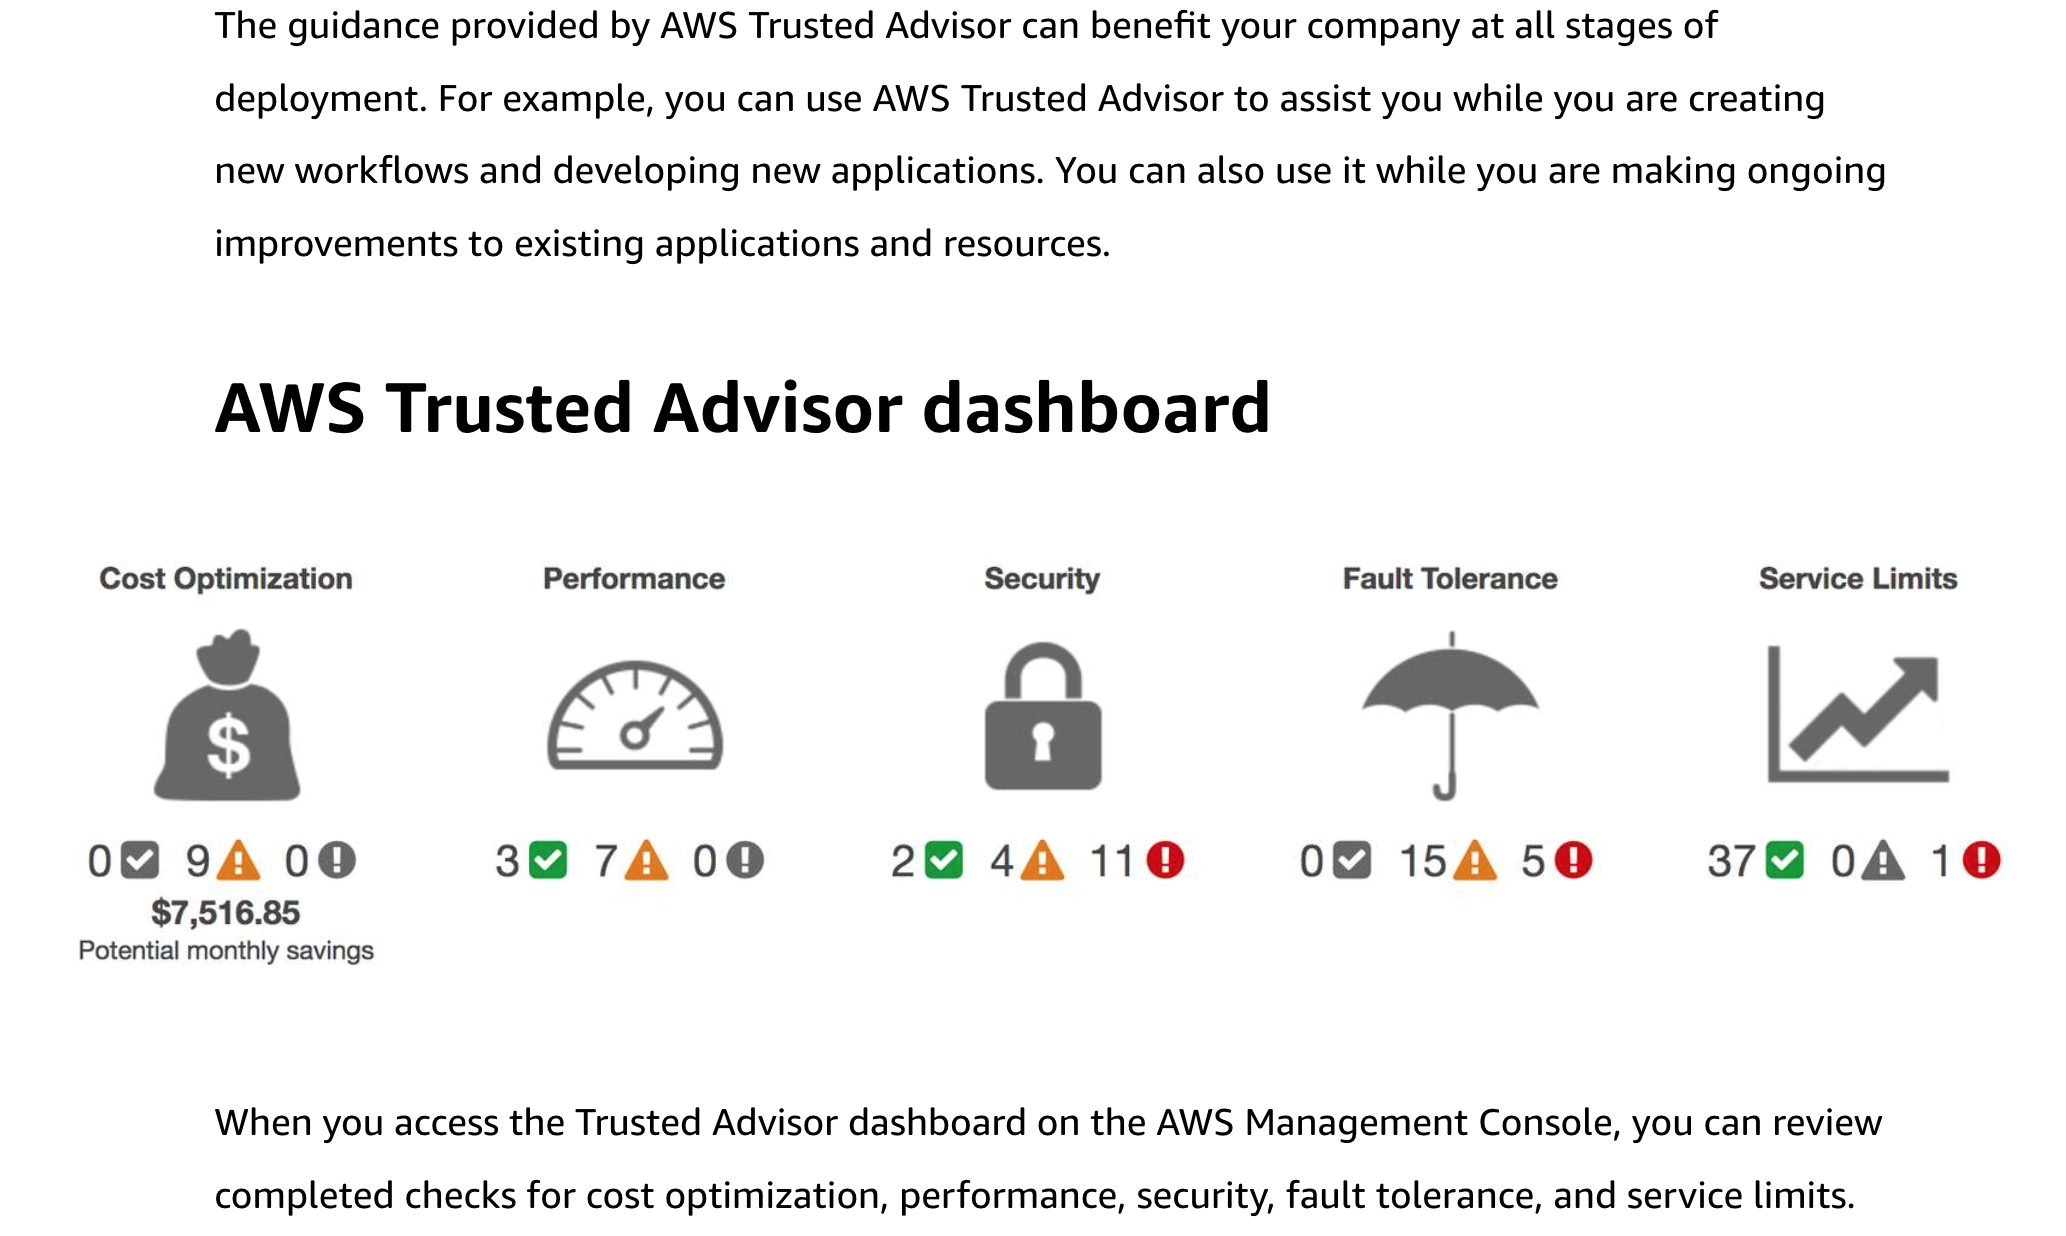 The guidance provided by AWS Trusted Advisor can benefit your company at all stages of
deployment. For example, you can use AWS Trusted Advisor to assist you while you are creating
new workflows and developing new applications. You can also use it while you are making ongoing
improvements to existing applications and resources.
AWS Trusted Advisor dashboard
Cost Optimization
$
0 9 0
$7,516.85
Potential monthly savings
Performance
3 7 0
Security
2 4 11
Fault Tolerance
0 15 5
Service Limits
37 0 1
When you access the Trusted Advisor dashboard on the AWS Management Console, you can review
completed checks for cost optimization, performance, security, fault tolerance, and service limits.